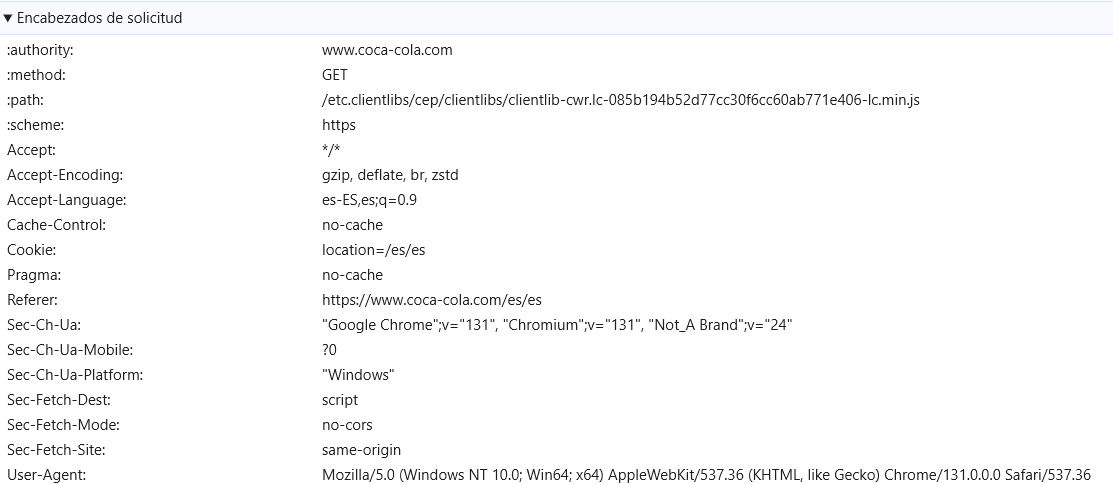 ▼ Encabezados de solicitud
:authority: www.coca-cola.com
:method: GET
:path: /etc.clientlibs/cep/clientlibs/clientlib-cwr.lc-085b194b52d77cc30f6cc60ab771e406-lc.min.js
:scheme: https
Accept: */*
Accept-Encoding: gzip, deflate, br, zstd
Accept-Language: es-ES,es;q=0.9
Cache-Control: no-cache
Cookie: location=/es/es
Pragma: no-cache
Referer: https://www.coca-cola.com/es/es
Sec-Ch-Ua: "Google Chrome";v="131", "Chromium";v="131", "Not_A Brand";v="24"
Sec-Ch-Ua-Mobile: ?0
Sec-Ch-Ua-Platform: "Windows"
Sec-Fetch-Dest: script
Sec-Fetch-Mode: no-cors
Sec-Fetch-Site: same-origin
User-Agent: Mozilla/5.0 (Windows NT 10.0; Win64; x64) AppleWebKit/537.36 (KHTML, like Gecko) Chrome/131.0.0.0 Safari/537.36